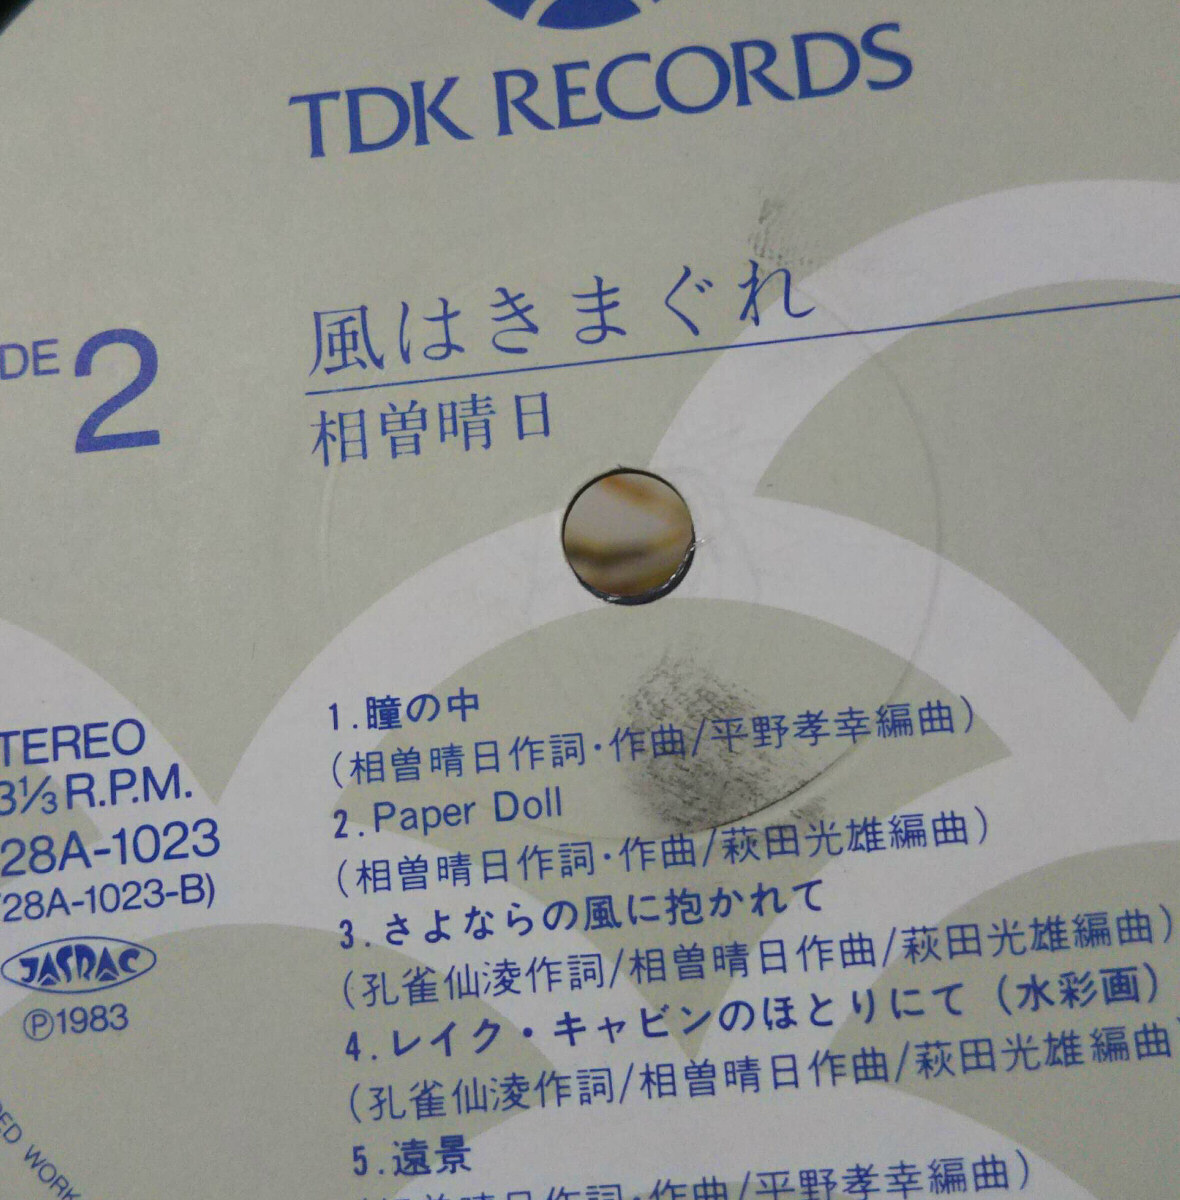 TDK RECORDS
風はきまぐれ
DE 2
相曽晴日
1.瞳の中
(相曽晴日作詞・作曲/平野孝幸編曲)
2.Paper Doll
(相曽晴日作詞・作曲/萩田光雄編曲)
3.さよならの風に抱かれて
(孔雀仙淩作詞/相曽晴日作曲/萩田光雄編曲)
4.レイク・キャビンのほとりにて(水彩画)
(孔雀仙淩作詞/相曽晴日作曲/萩田光雄編曲
5.遠景
作詞・作曲/平野孝幸編曲)
TEREO
3⅓ R.P.M.
28A-1023
(28A-1023-B)
JASRAC
Ⓟ1983
WORK